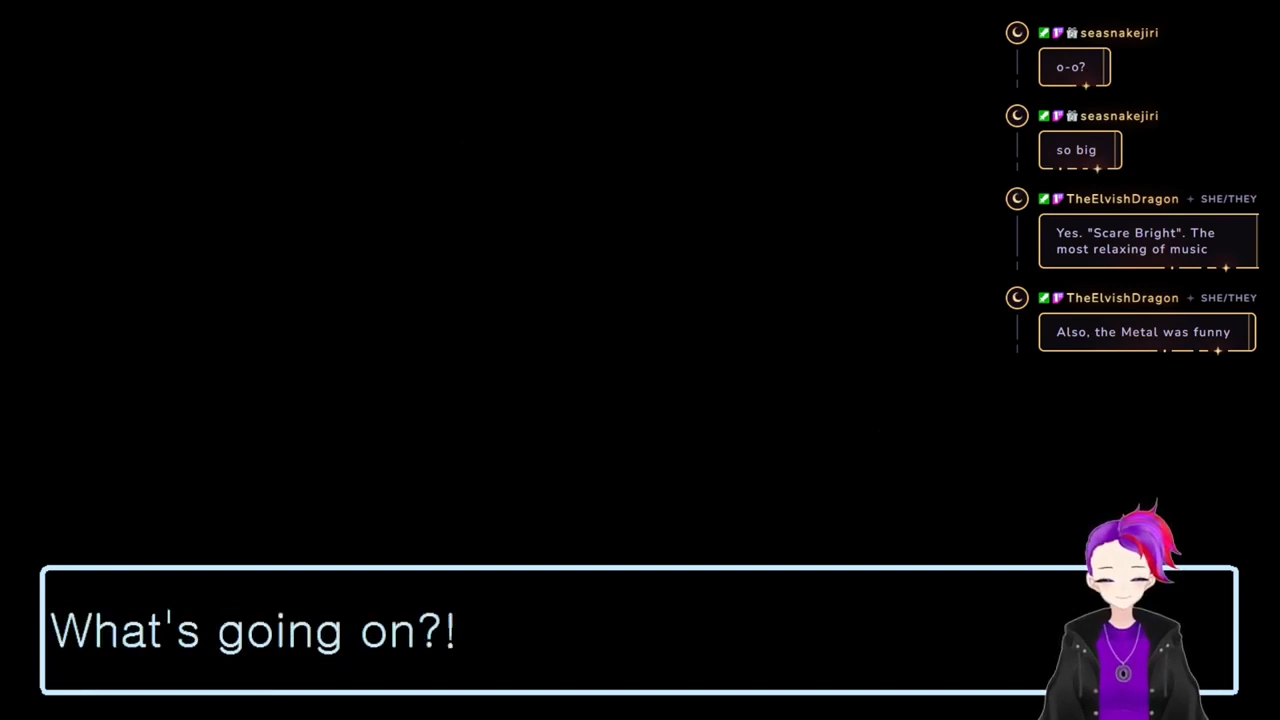 seasnakejiri
o-o?
seasnakejiri
so big
TheElvishDragon + SHE/THEY
Yes. "Scare Bright". The
most relaxing of music
TheElvishDragon + SHE/THEY
Also, the Metal was funny
What's going on?!